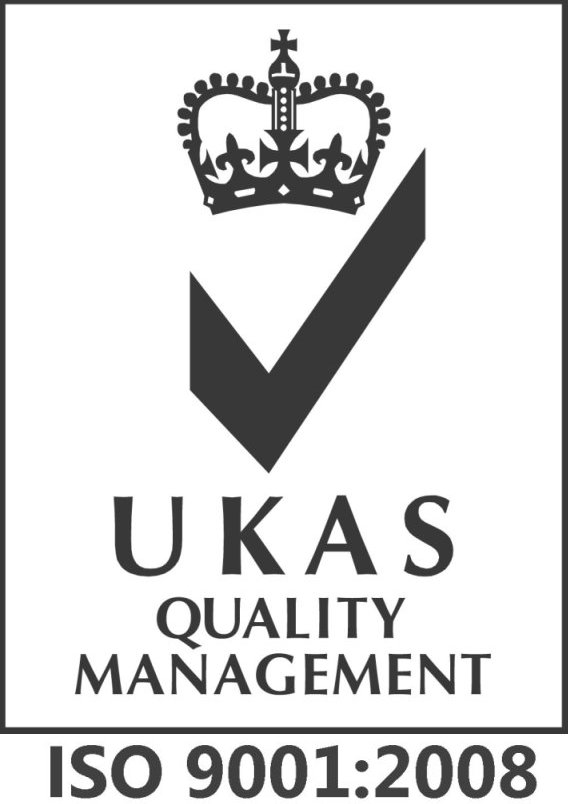 UKAS
QUALITY
MANAGEMENT
ISO 9001:2008